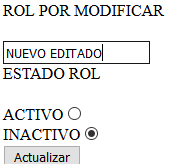 ROL POR MODIFICAR
NUEVO EDITADO
ESTADO ROL
ACTIVO
INACTIVO
Actualizar